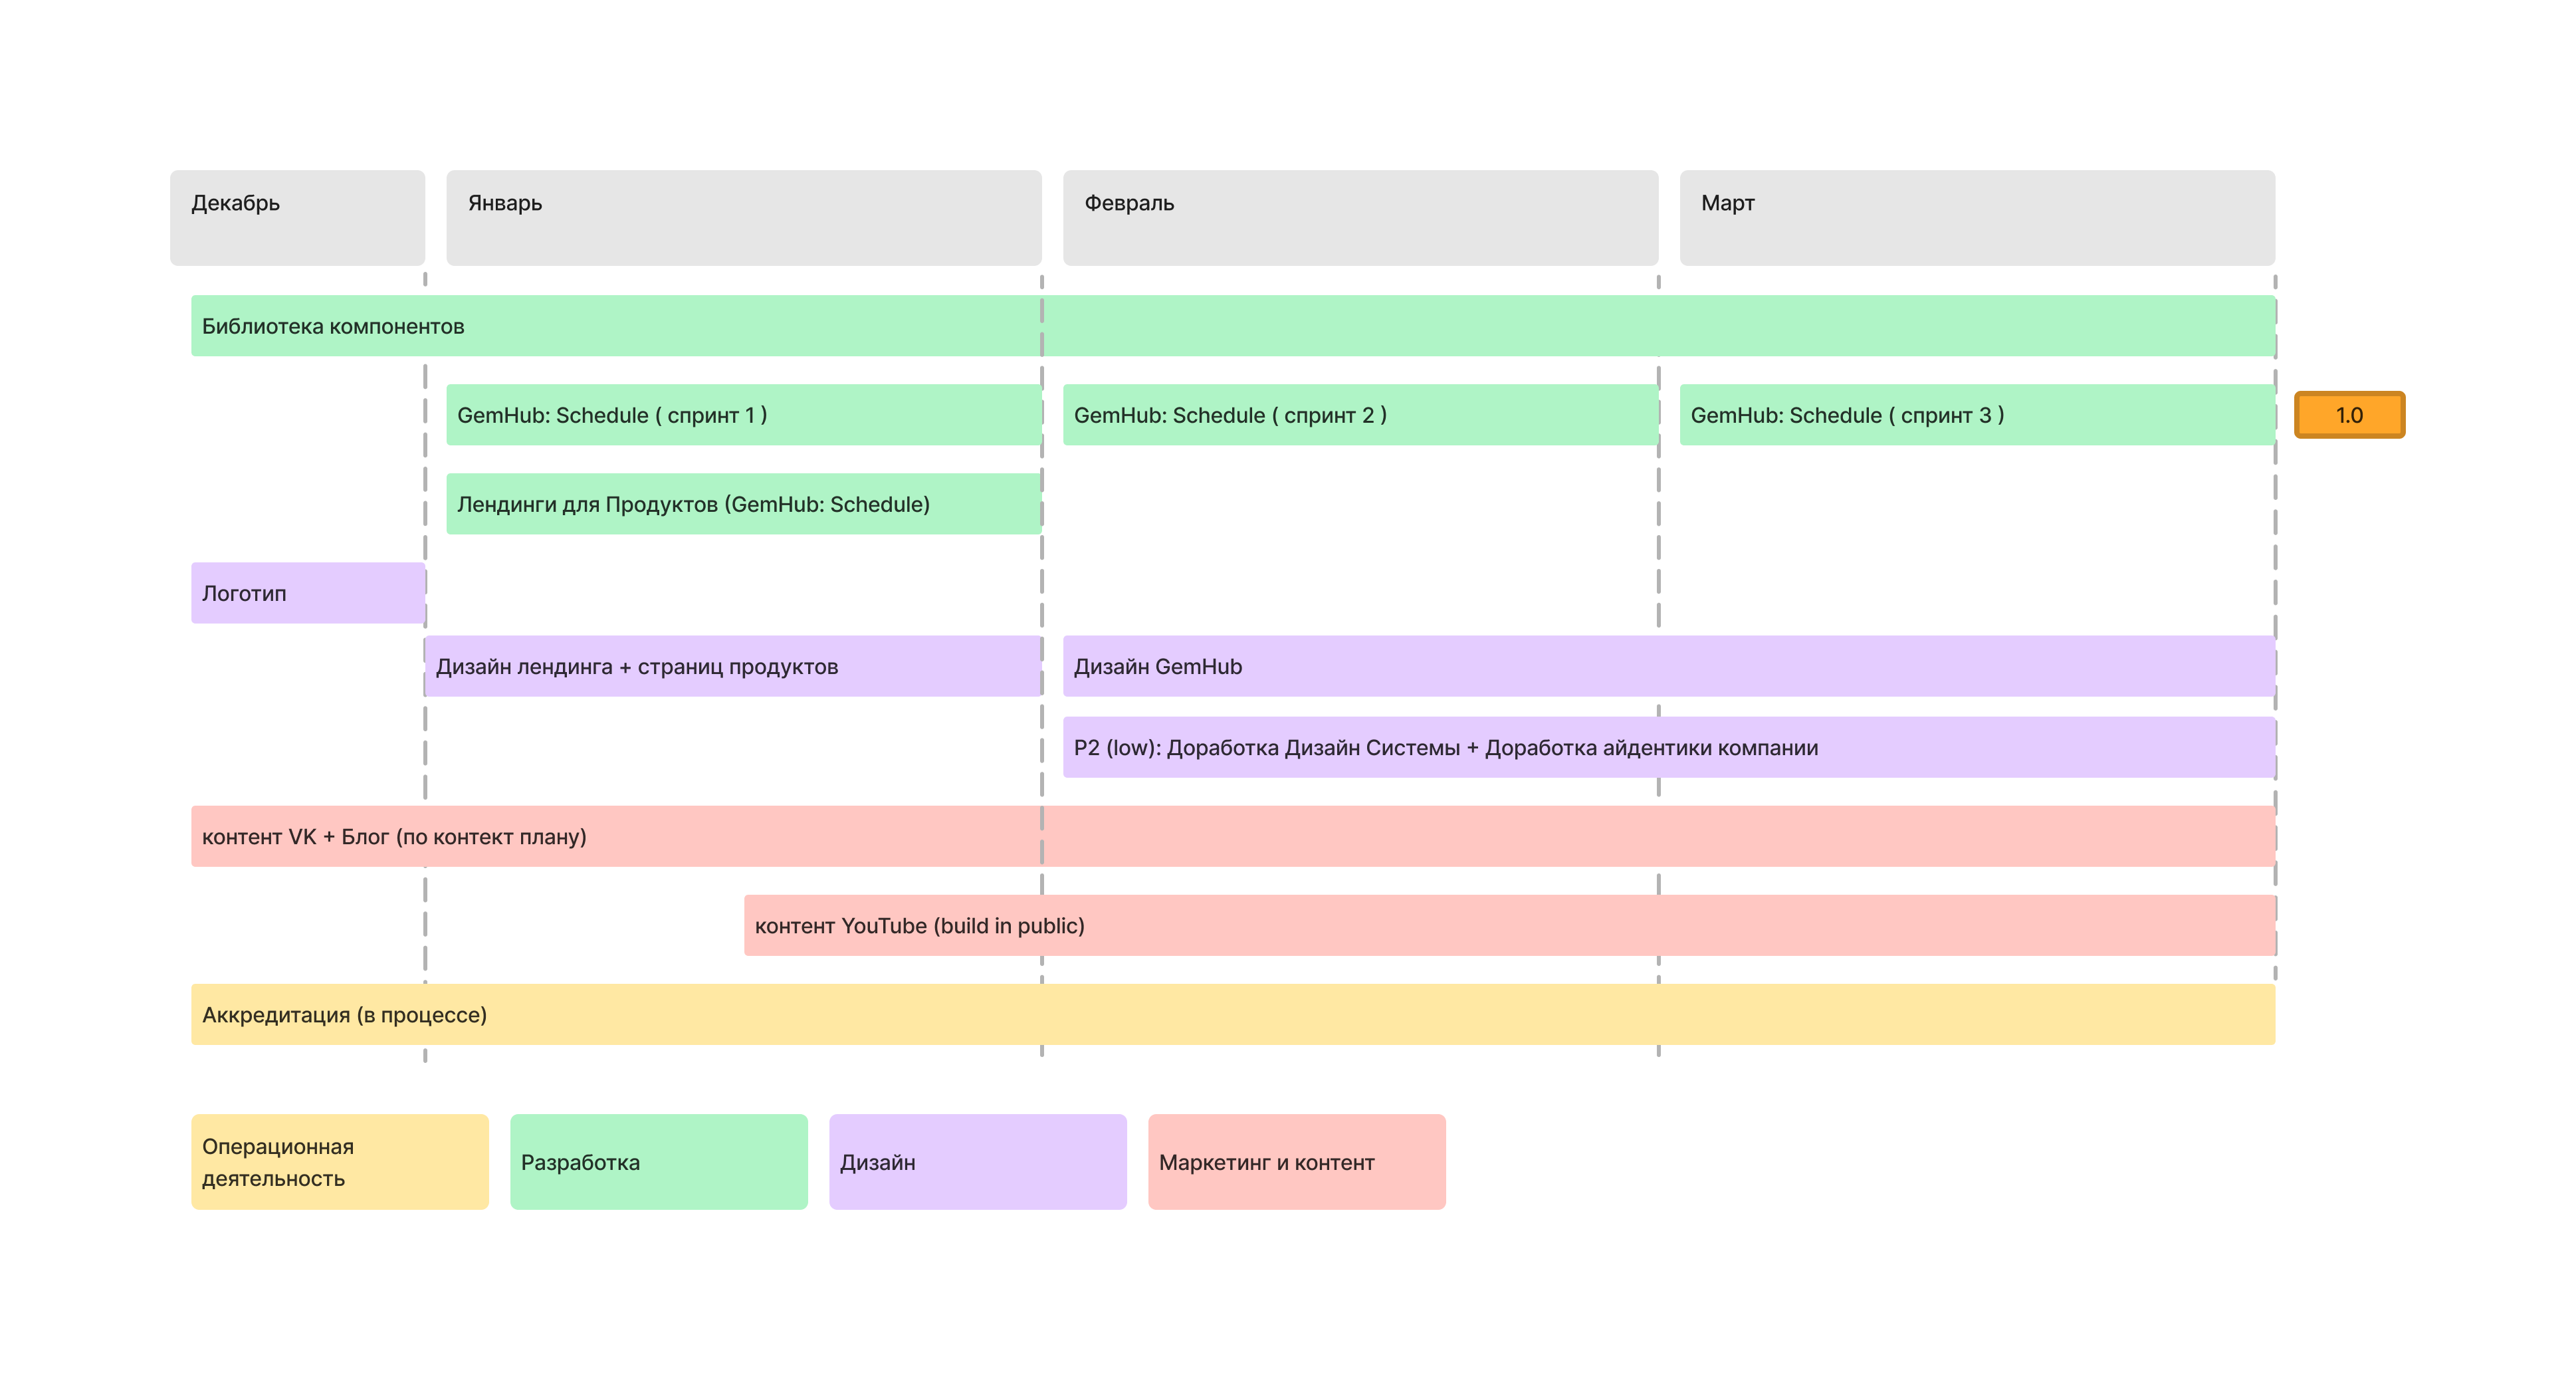 Декабрь
Январь
Февраль
Март
Библиотека компонентов
GemHub: Schedule ( спринт 1 )
GemHub: Schedule ( спринт 2 )
GemHub: Schedule ( спринт 3 )
1.0
Лендинги для Продуктов (GemHub: Schedule)
Логотип
Дизайн лендинга + страниц продуктов
Дизайн GemHub
P2 (low): Доработка Дизайн Системы + Доработка айдентики компании
контент VK + Блог (по контект плану)
контент YouTube (build in public)
Аккредитация (в процессе)
Операционная
деятельность
Разработка
Дизайн
Маркетинг и контент